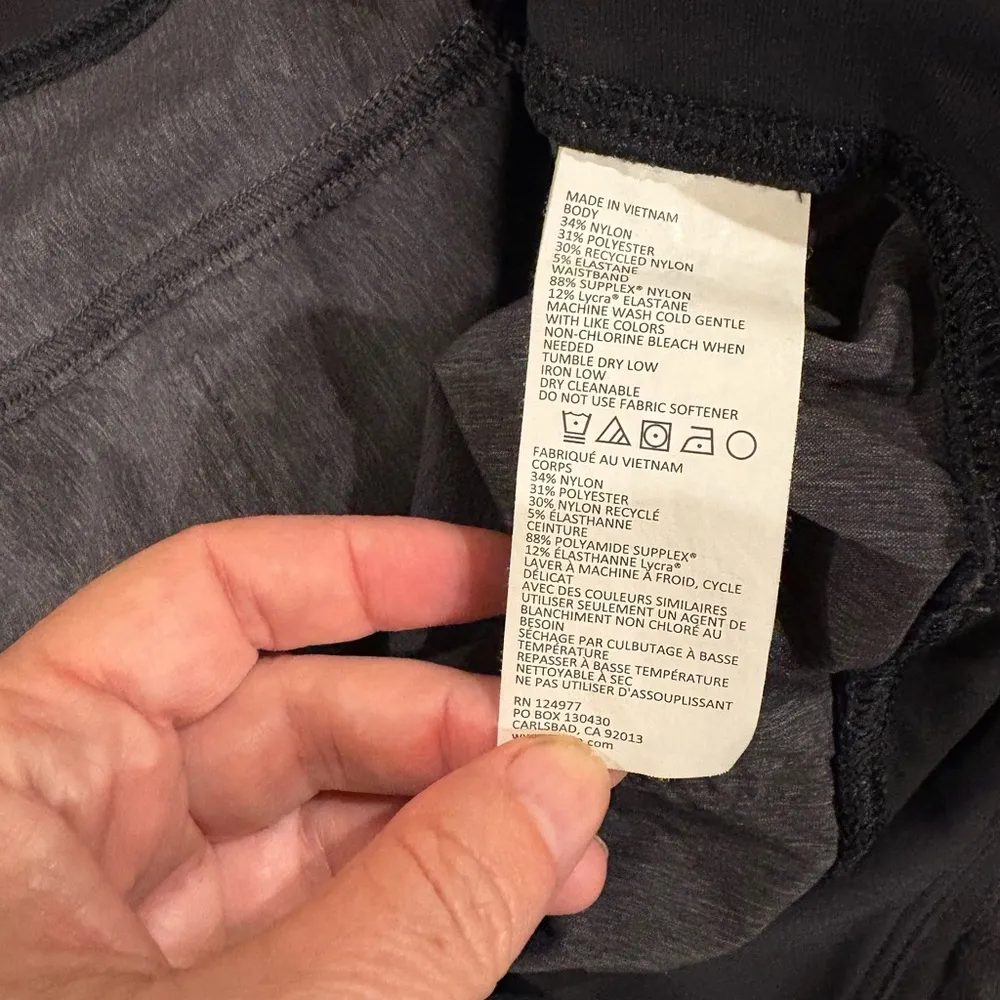 MADE IN VIETNAM
BODY
34% NYLON
31% POLYESTER
30% RECYCLED NYLON
5% ELASTANE
WAISTBAND
88% SUPPLEX® NYLON
12% Lycra® ELASTANE
MACHINE WASH COLD GENTLE
WITH LIKE COLORS
NON-CHLORINE BLEACH WHEN
NEEDED
TUMBLE DRY LOW
IRON LOW
DRY CLEANABLE
DO NOT USE FABRIC SOFTENER
FABRIQUÉ AU VIETNAM
CORPS
34% NYLON
31% POLYESTER
30% NYLON RECYCLÉ
5% ÉLASTHANNE
CEINTURE
88% POLYAMIDE SUPPLEX®
12% ÉLASTHANNE Lycra®
LAVER À MACHINE À FROID, CYCLE
DÉLICAT
AVEC DES COULEURS SIMILAIRES
UTILISER SEULEMENT UN AGENT DE
BLANCHIMENT NON CHLORÉ AU
BESOIN
SÉCHAGE PAR CULBUTAGE À BASSE
TEMPÉRATURE
REPASSER À BASSE TEMPÉRATURE
NETTOYABLE À SEC
NE PAS UTILISER D'ASSOUPLISSANT
RN 124977
PO BOX 130430
CARLSBAD, CA 92013